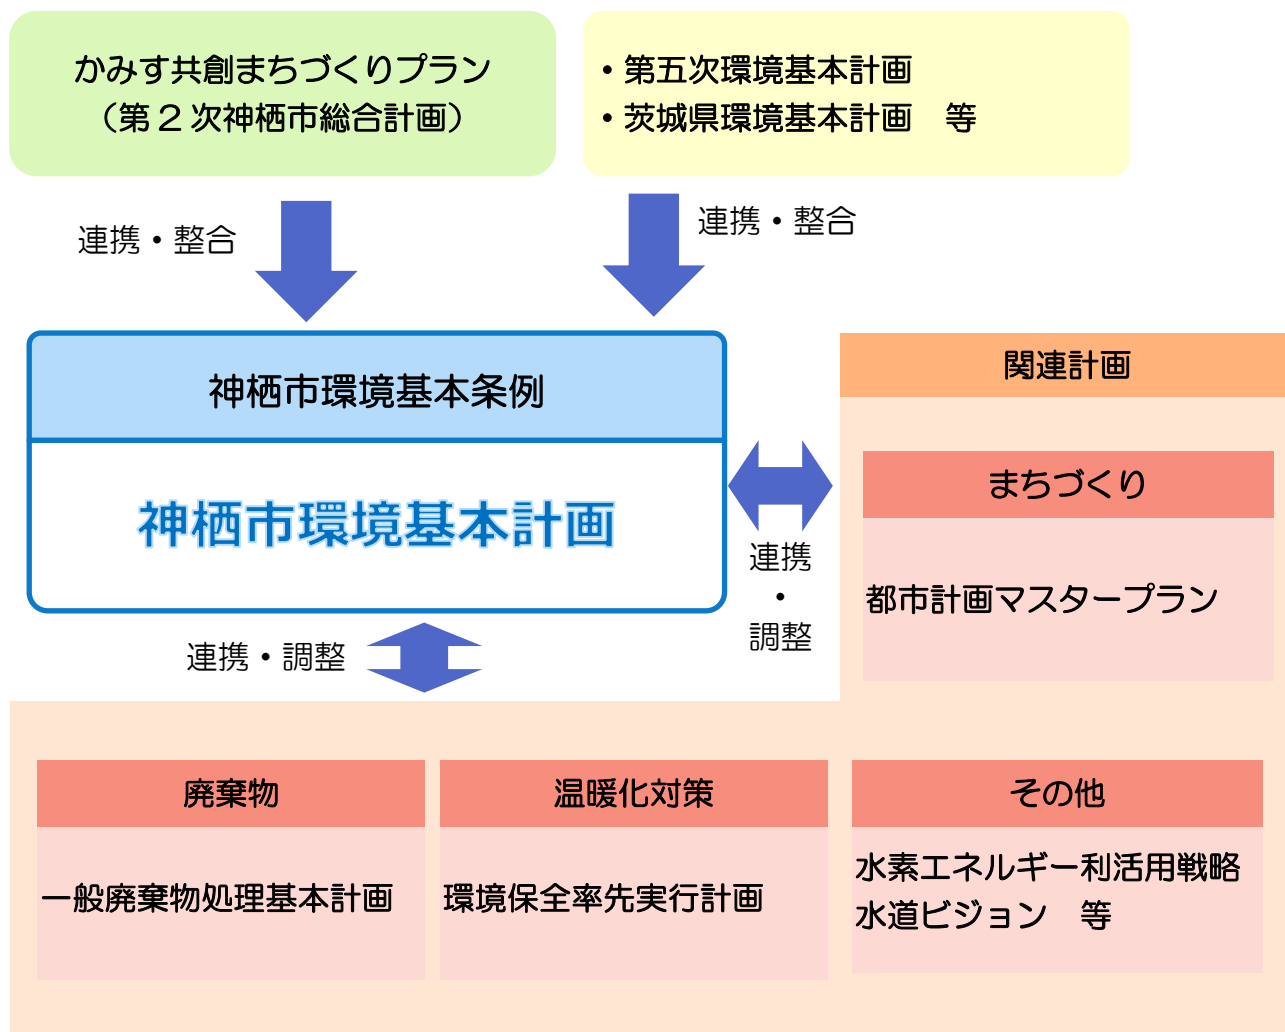 かみす共創まちづくりプラン
（第２次神栖市総合計画）
・第五次環境基本計画
・茨城県環境基本計画　等
連携・整合
連携・整合
神栖市環境基本条例
神栖市環境基本計画
連携
・
調整
連携・調整
関連計画
まちづくり
都市計画マスタープラン
廃棄物
一般廃棄物処理基本計画
温暖化対策
環境保全率先実行計画
その他
水素エネルギー利活用戦略
水道ビジョン　等